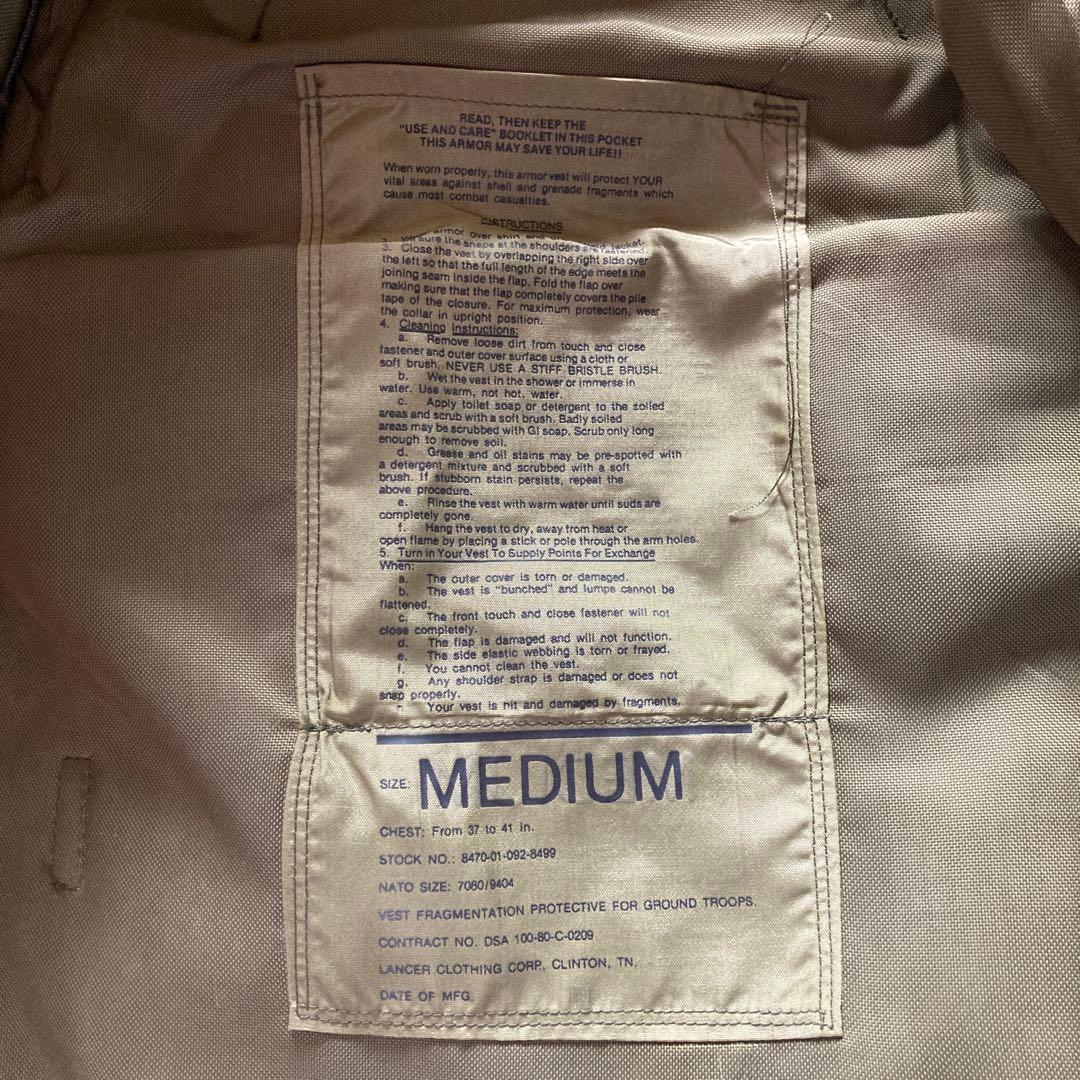 READ, THEN KEEP THE
"USE AND CARE" BOOKLET IN THIS POCKET
THIS ARMOR MAY SAVE YOUR LIFE!!
When worn properly, this armor vest will protect YOUR
vital areas against shell and grenade fragments which
cause most combat casualties.
armor over shirt and
sure the snaps at the shoulders are fastened.
3. Close the vest by overlapping the right side over
the left so that the full length of the edge meets the
joining seam inside the flap. Fold the flap over
making sure that the flap completely covers the pile
tape of the closure. For maximum protection, wear
the collar in upright position.
4. Cleaning Instructions:
a. Remove loose dirt from touch and close
fastener and outer cover surface using a cloth or
soft brush. NEVER USE A STIFF BRISTLE BRUSH.
b. Wet the vest in the shower or immerse in
water. Use warm, not hot, water.
c. Apply toilet soap or detergent to the soiled
areas and scrub with a soft brush. Badly soiled
areas may be scrubbed with GI soap. Scrub only long
enough to remove soil.
d. Grease and oil stains may be pre-spotted with
a detergent mixture and scrubbed with a soft
brush. If stubborn stain persists, repeat the
above procedure.
e. Rinse the vest with warm water until suds are
completely gone.
f. Hang the vest to dry, away from heat or
open flame by placing a stick or pole through the arm holes.
5. Turn in Your Vest To Supply Points For Exchange
When:
a. The outer cover is torn or damaged.
b. The vest is "bunched" and lumps cannot be
flattened.
c. The front touch and close fastener will not
close completely.
d. The flap is damaged and will not function.
e. The side elastic webbing is torn or frayed.
f. You cannot clean the vest.
g. Any shoulder strap is damaged or does not
snap properly.
Your vest is hit and damaged by fragments.
SIZE: MEDIUM
CHEST: From 37 to 41 in.
STOCK NO.: 8470-01-092-8499
NATO SIZE: 7080/9404
VEST FRAGMENTATION PROTECTIVE FOR GROUND TROOPS.
CONTRACT NO. DSA 100-80-C-0209
LANCER CLOTHING CORP. CLINTON, TN.
DATE OF MFG.